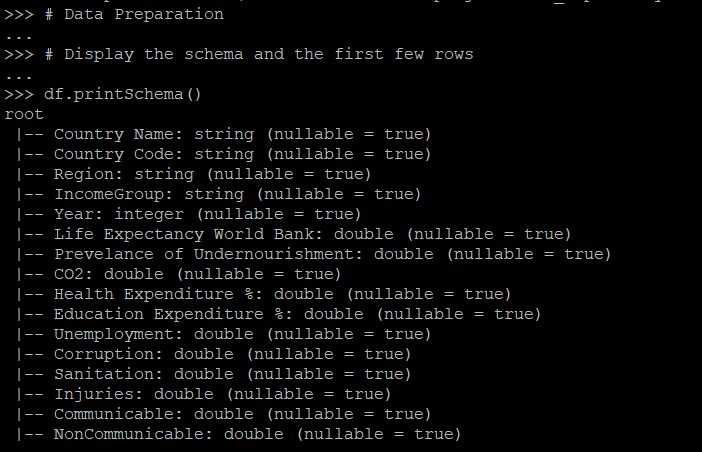 >>> # Data Preparation
...
>>> # Display the schema and the first few rows
...
>>> df.printSchema()
root
 |-- Country Name: string (nullable = true)
 |-- Country Code: string (nullable = true)
 |-- Region: string (nullable = true)
 |-- IncomeGroup: string (nullable = true)
 |-- Year: integer (nullable = true)
 |-- Life Expectancy World Bank: double (nullable = true)
 |-- Prevelance of Undernourishment: double (nullable = true)
 |-- CO2: double (nullable = true)
 |-- Health Expenditure %: double (nullable = true)
 |-- Education Expenditure %: double (nullable = true)
 |-- Unemployment: double (nullable = true)
 |-- Corruption: double (nullable = true)
 |-- Sanitation: double (nullable = true)
 |-- Injuries: double (nullable = true)
 |-- Communicable: double (nullable = true)
 |-- NonCommunicable: double (nullable = true)